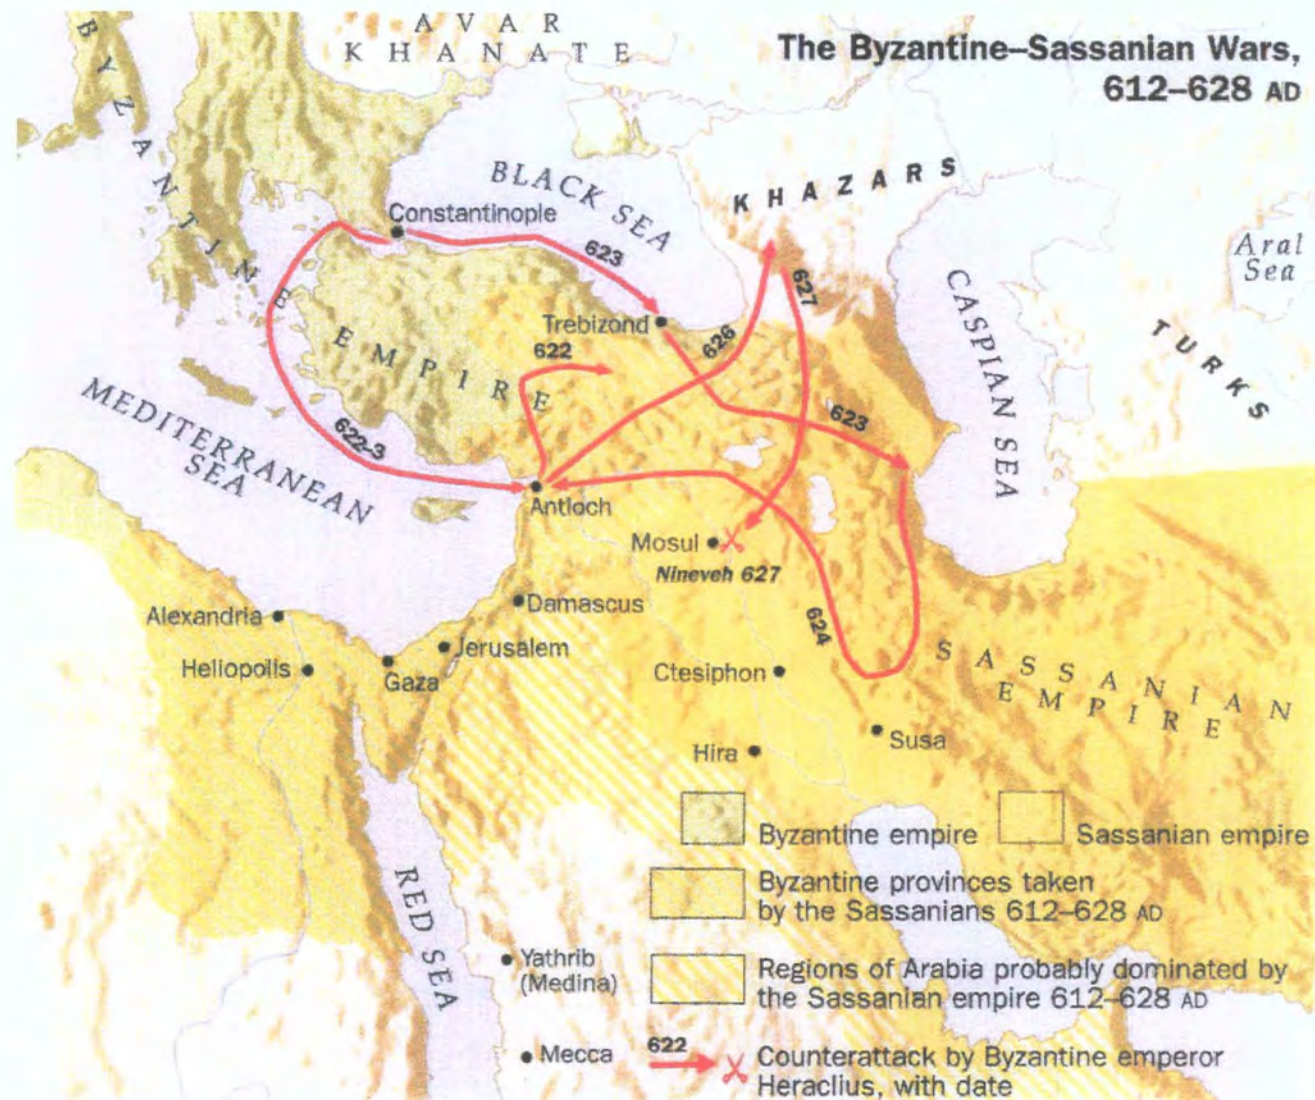 The Byzantine–Sassanian Wars,
612–628 AD
AVAR
KHANATE
BYZANTINE
EMPIRE
BLACK SEA
KHAZARS
Aral
Sea
CASPIAN SEA
TURKS
Constantinople
623
627
Trebizond
626
622
623
MEDITERRANEAN
SEA
622-3
Antioch
Mosul
Nineveh 627
624
Damascus
Alexandria
Jerusalem
Heliopolis
Gaza
Ctesiphon
SASSANIAN
EMPIRE
Susa
Hira
RED SEA
Yathrib
(Medina)
Mecca
Byzantine empire
Sassanian empire
Byzantine provinces taken
by the Sassanians 612–628 AD
Regions of Arabia probably dominated by
the Sassanian empire 612–628 AD
622
Counterattack by Byzantine emperor
Heraclius, with date